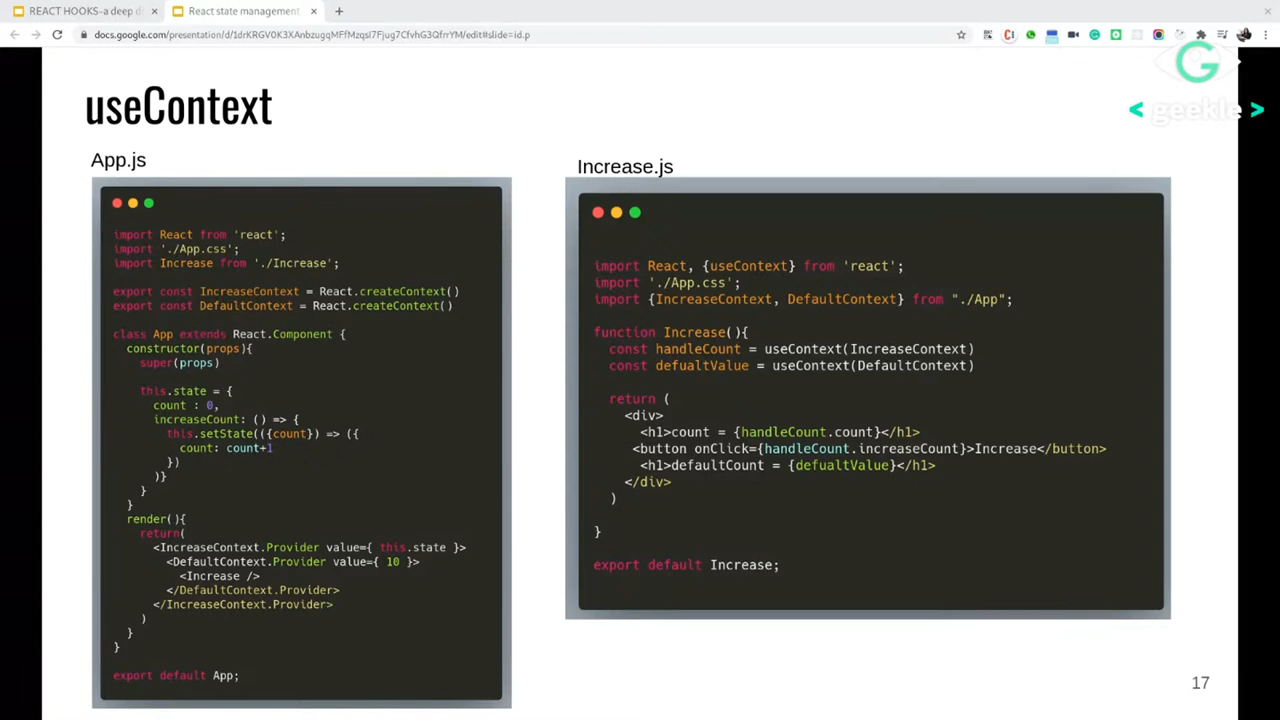 REACT HOOKS-a deep di
React state management
docs.google.com/presentation/d/1drKRGV0K3XAnbzugqMFfMzqsl7Fjug7CfvhG3QfrrYM/edit#slide=id.p
G
< geekle >
useContext
App.js
import React from 'react';
import './App.css';
import Increase from './Increase';
export const IncreaseContext = React.createContext()
export const DefaultContext = React.createContext()
class App extends React.Component {
constructor(props){
super(props)
this.state = {
count : 0,
increaseCount: () => {
this.setState(({count}) => ({
count: count+1
})
)}
}
}
render(){
return(
<IncreaseContext.Provider value={ this.state }>
<DefaultContext.Provider value={ 10 }>
<Increase />
</DefaultContext.Provider>
</IncreaseContext.Provider>
)
}
}
export default App;
Increase.js
import React, {useContext} from 'react';
import './App.css';
import {IncreaseContext, DefaultContext} from "./App";
function Increase(){
const handleCount = useContext(IncreaseContext)
const defualtValue = useContext(DefaultContext)
return (
<div>
<h1>count = {handleCount.count}</h1>
<button onClick={handleCount.increaseCount}>Increase</button>
<h1>defaultCount = {defualtValue}</h1>
</div>
)
}
export default Increase;
17